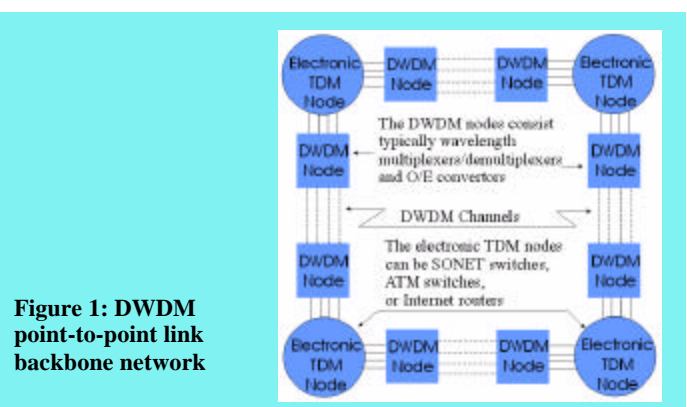 Electronic
TDM
Node
DWDM
Node
DWDM
Node
Electronic
TDM
Node
The DWDM nodes consist
typically wavelength
multiplexers/demultiplexers
and O/E convertors
DWDM
Node
DWDM
Node
DWDM Channels
The electronic TDM nodes
can be SONET switches,
ATM switches,
or Internet routers
DWDM
Node
DWDM
Node
Figure 1: DWDM
point-to-point link
backbone network
Electronic
TDM
Node
DWDM
Node
DWDM
Node
Electronic
TDM
Node